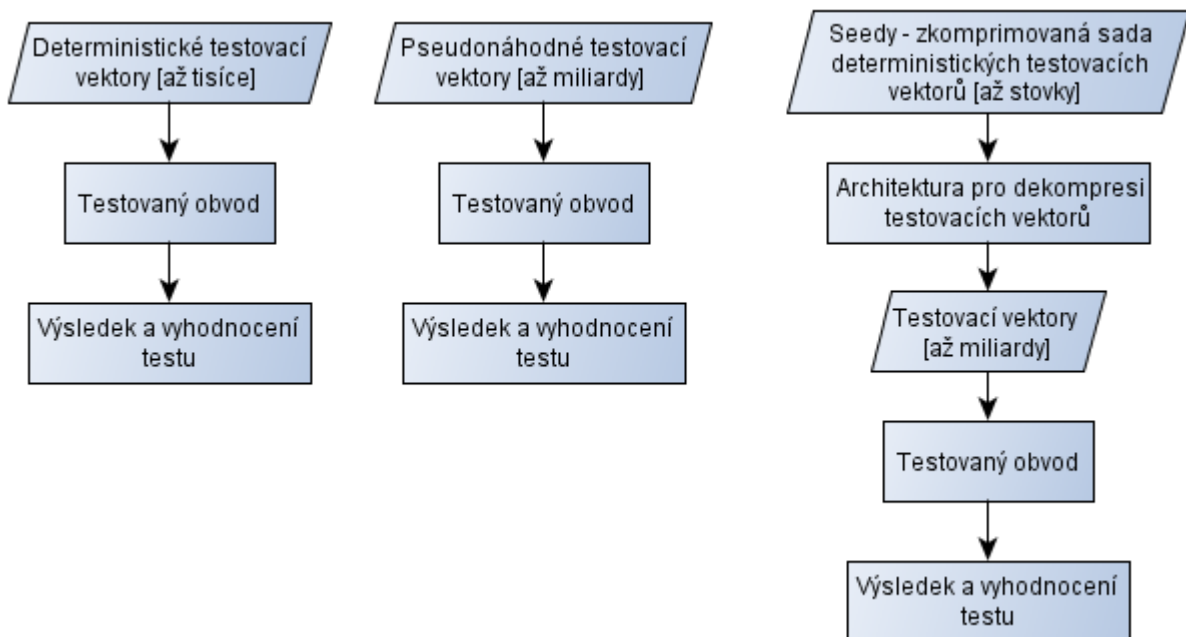 Deterministické testovací
vektory [až tisíce]
Testovaný obvod
Výsledek a vyhodnocení
testu
Pseudonáhodné testovací
vektory [až miliardy]
Testovaný obvod
Výsledek a vyhodnocení
testu
Seedy - zkomprimovaná sada
deterministických testovacích
vektorů [až stovky]
Architektura pro dekompresi
testovacích vektorů
Testovací vektory
[až miliardy]
Testovaný obvod
Výsledek a vyhodnocení
testu